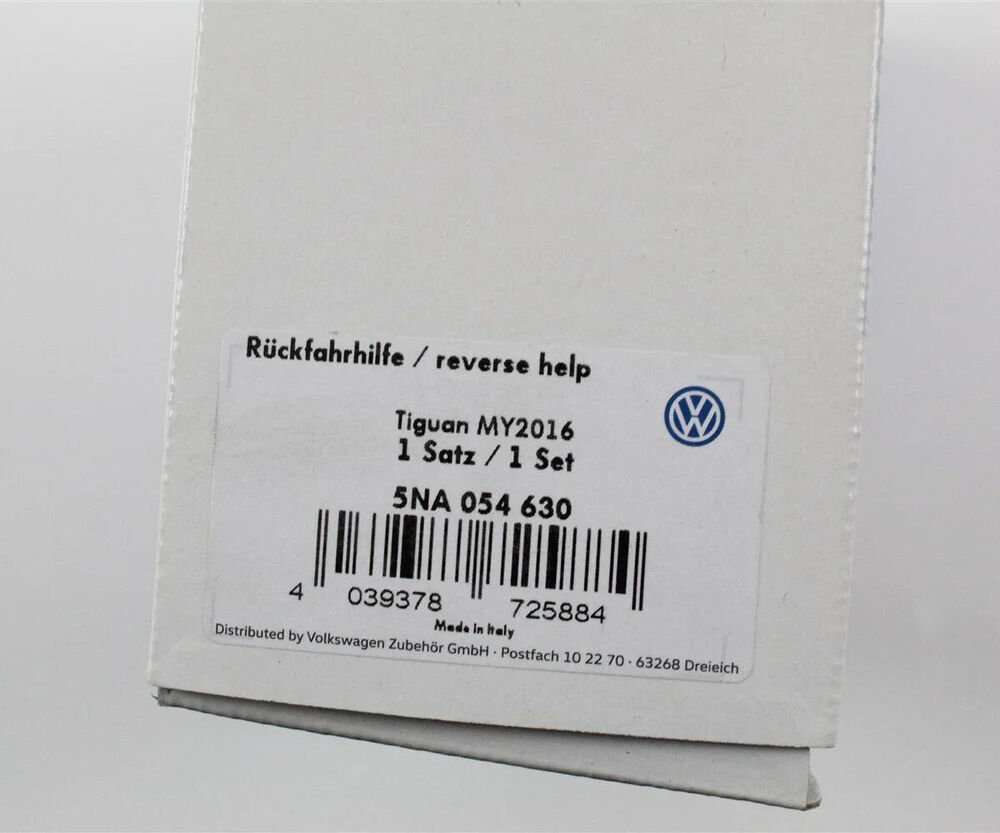 Rückfahrhilfe / reverse help
Tiguan MY2016
1 Satz / 1 Set
5NA 054 630
4 039378 725884
Made in Italy
Distributed by Volkswagen Zubehör GmbH · Postfach 10 22 70 · 63268 Dreieich